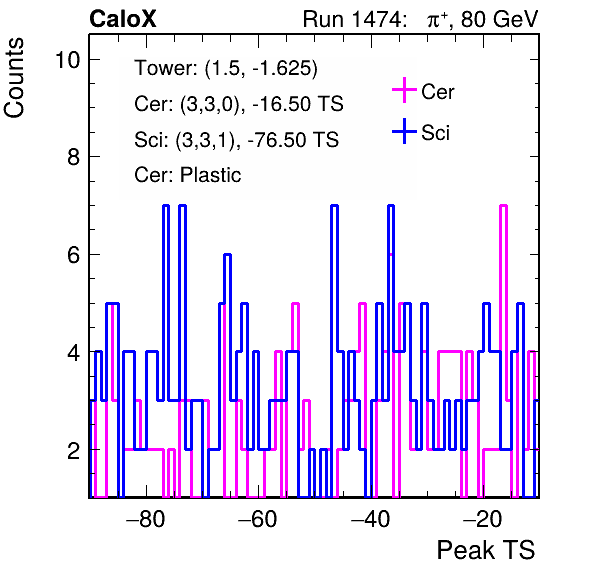 CaloX Run 1474: π⁺, 80 GeV
Counts
Tower: (1.5, -1.625)
Cer: (3,3,0), -16.50 TS
Sci: (3,3,1), -76.50 TS
Cer: Plastic
Cer
Sci
10
8
6
4
2
−80 −60 −40 −20
Peak TS